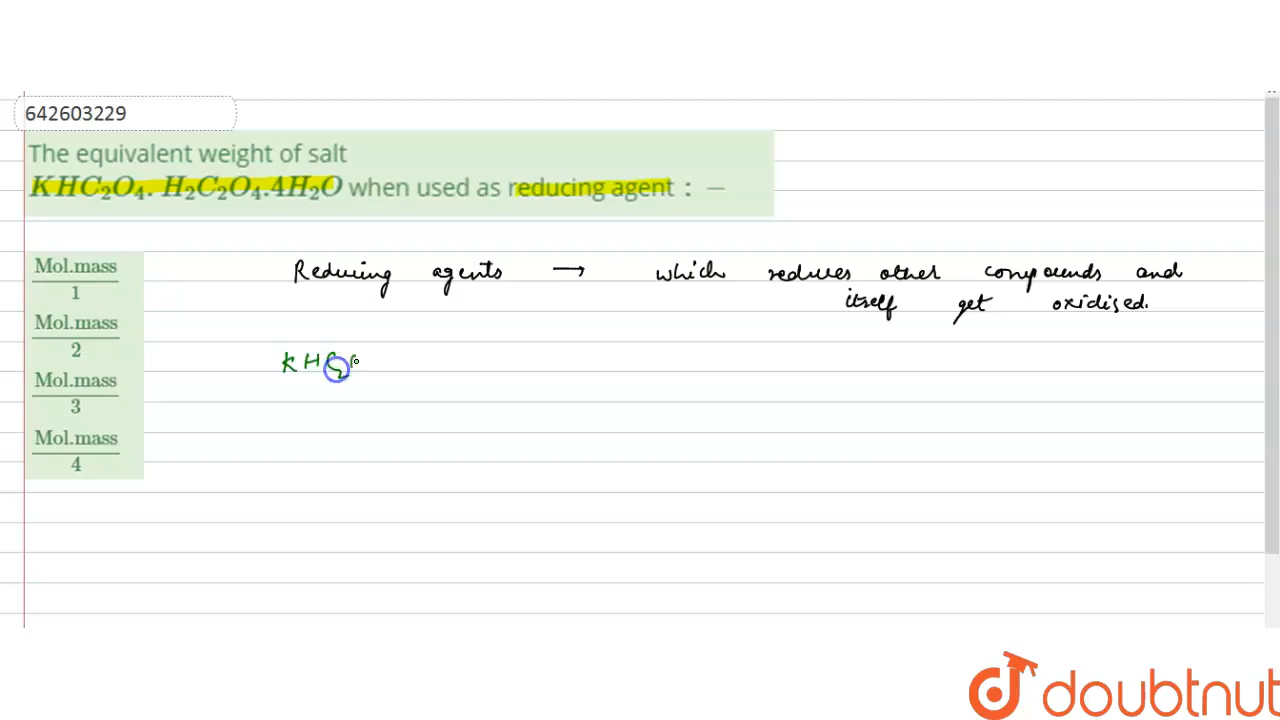 642603229
The equivalent weight of salt
KHC₂O₄. H₂C₂O₄.4H₂O when used as reducing agent : −
Mol.mass
1
Mol.mass
2
Mol.mass
3
Mol.mass
4
Reducing agents → which reduces other compounds and
itself get oxidised.
KHC₂
doubtnut